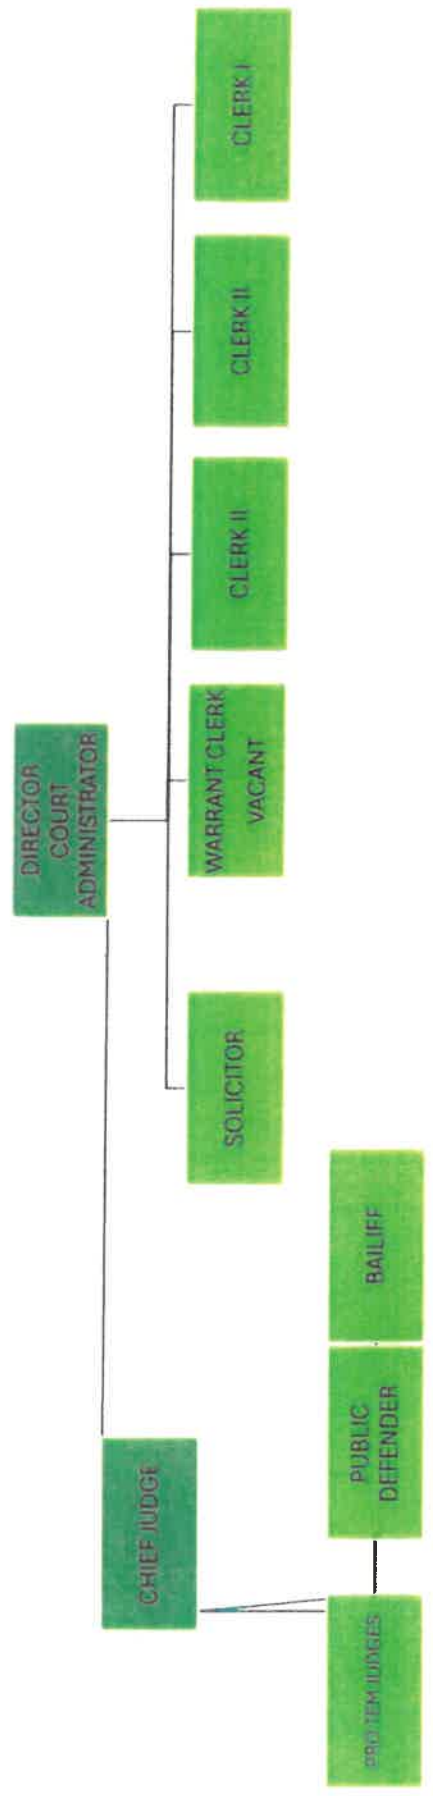 DIRECTOR
COURT
ADMINISTRATOR
CHIEF JUDGE
SOLICITOR
WARRANT CLERK
VACANT
CLERK II
CLERK II
CLERK I
PRO TEM JUDGES
PUBLIC
DEFENDER
BAILIFF